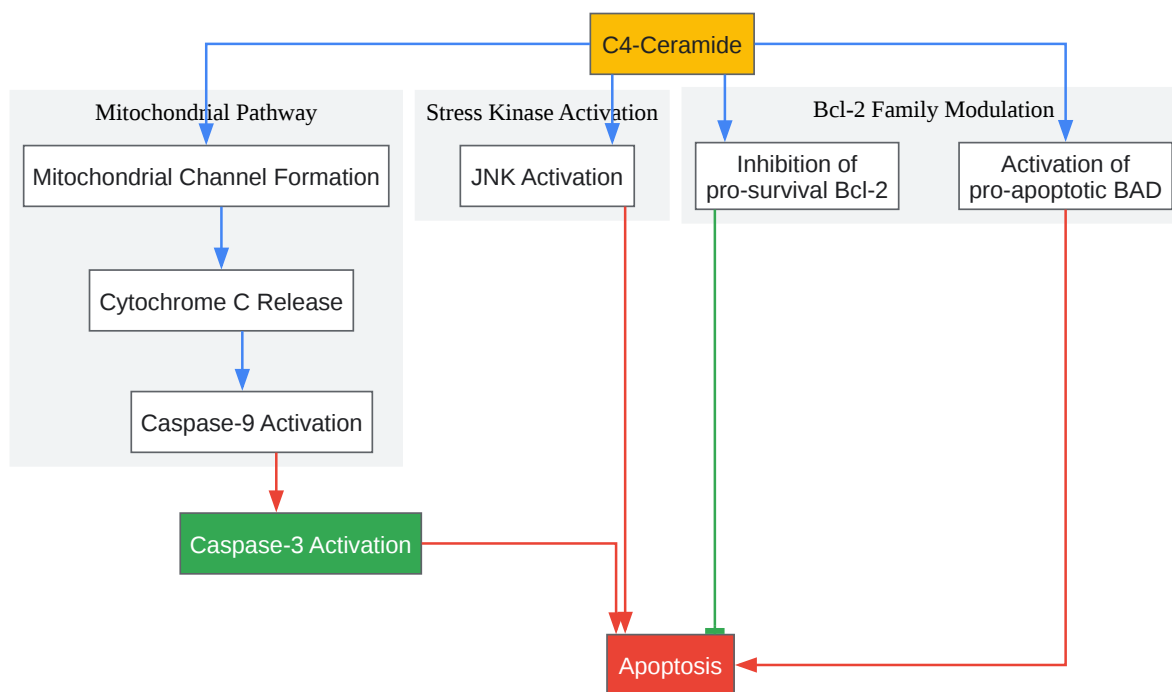 C4-Ceramide
Mitochondrial Pathway
Stress Kinase Activation
Bcl-2 Family Modulation
Mitochondrial Channel Formation
JNK Activation
Inhibition of
pro-survival Bcl-2
Activation of
pro-apoptotic BAD
Cytochrome C Release
Caspase-9 Activation
Caspase-3 Activation
Apoptosis